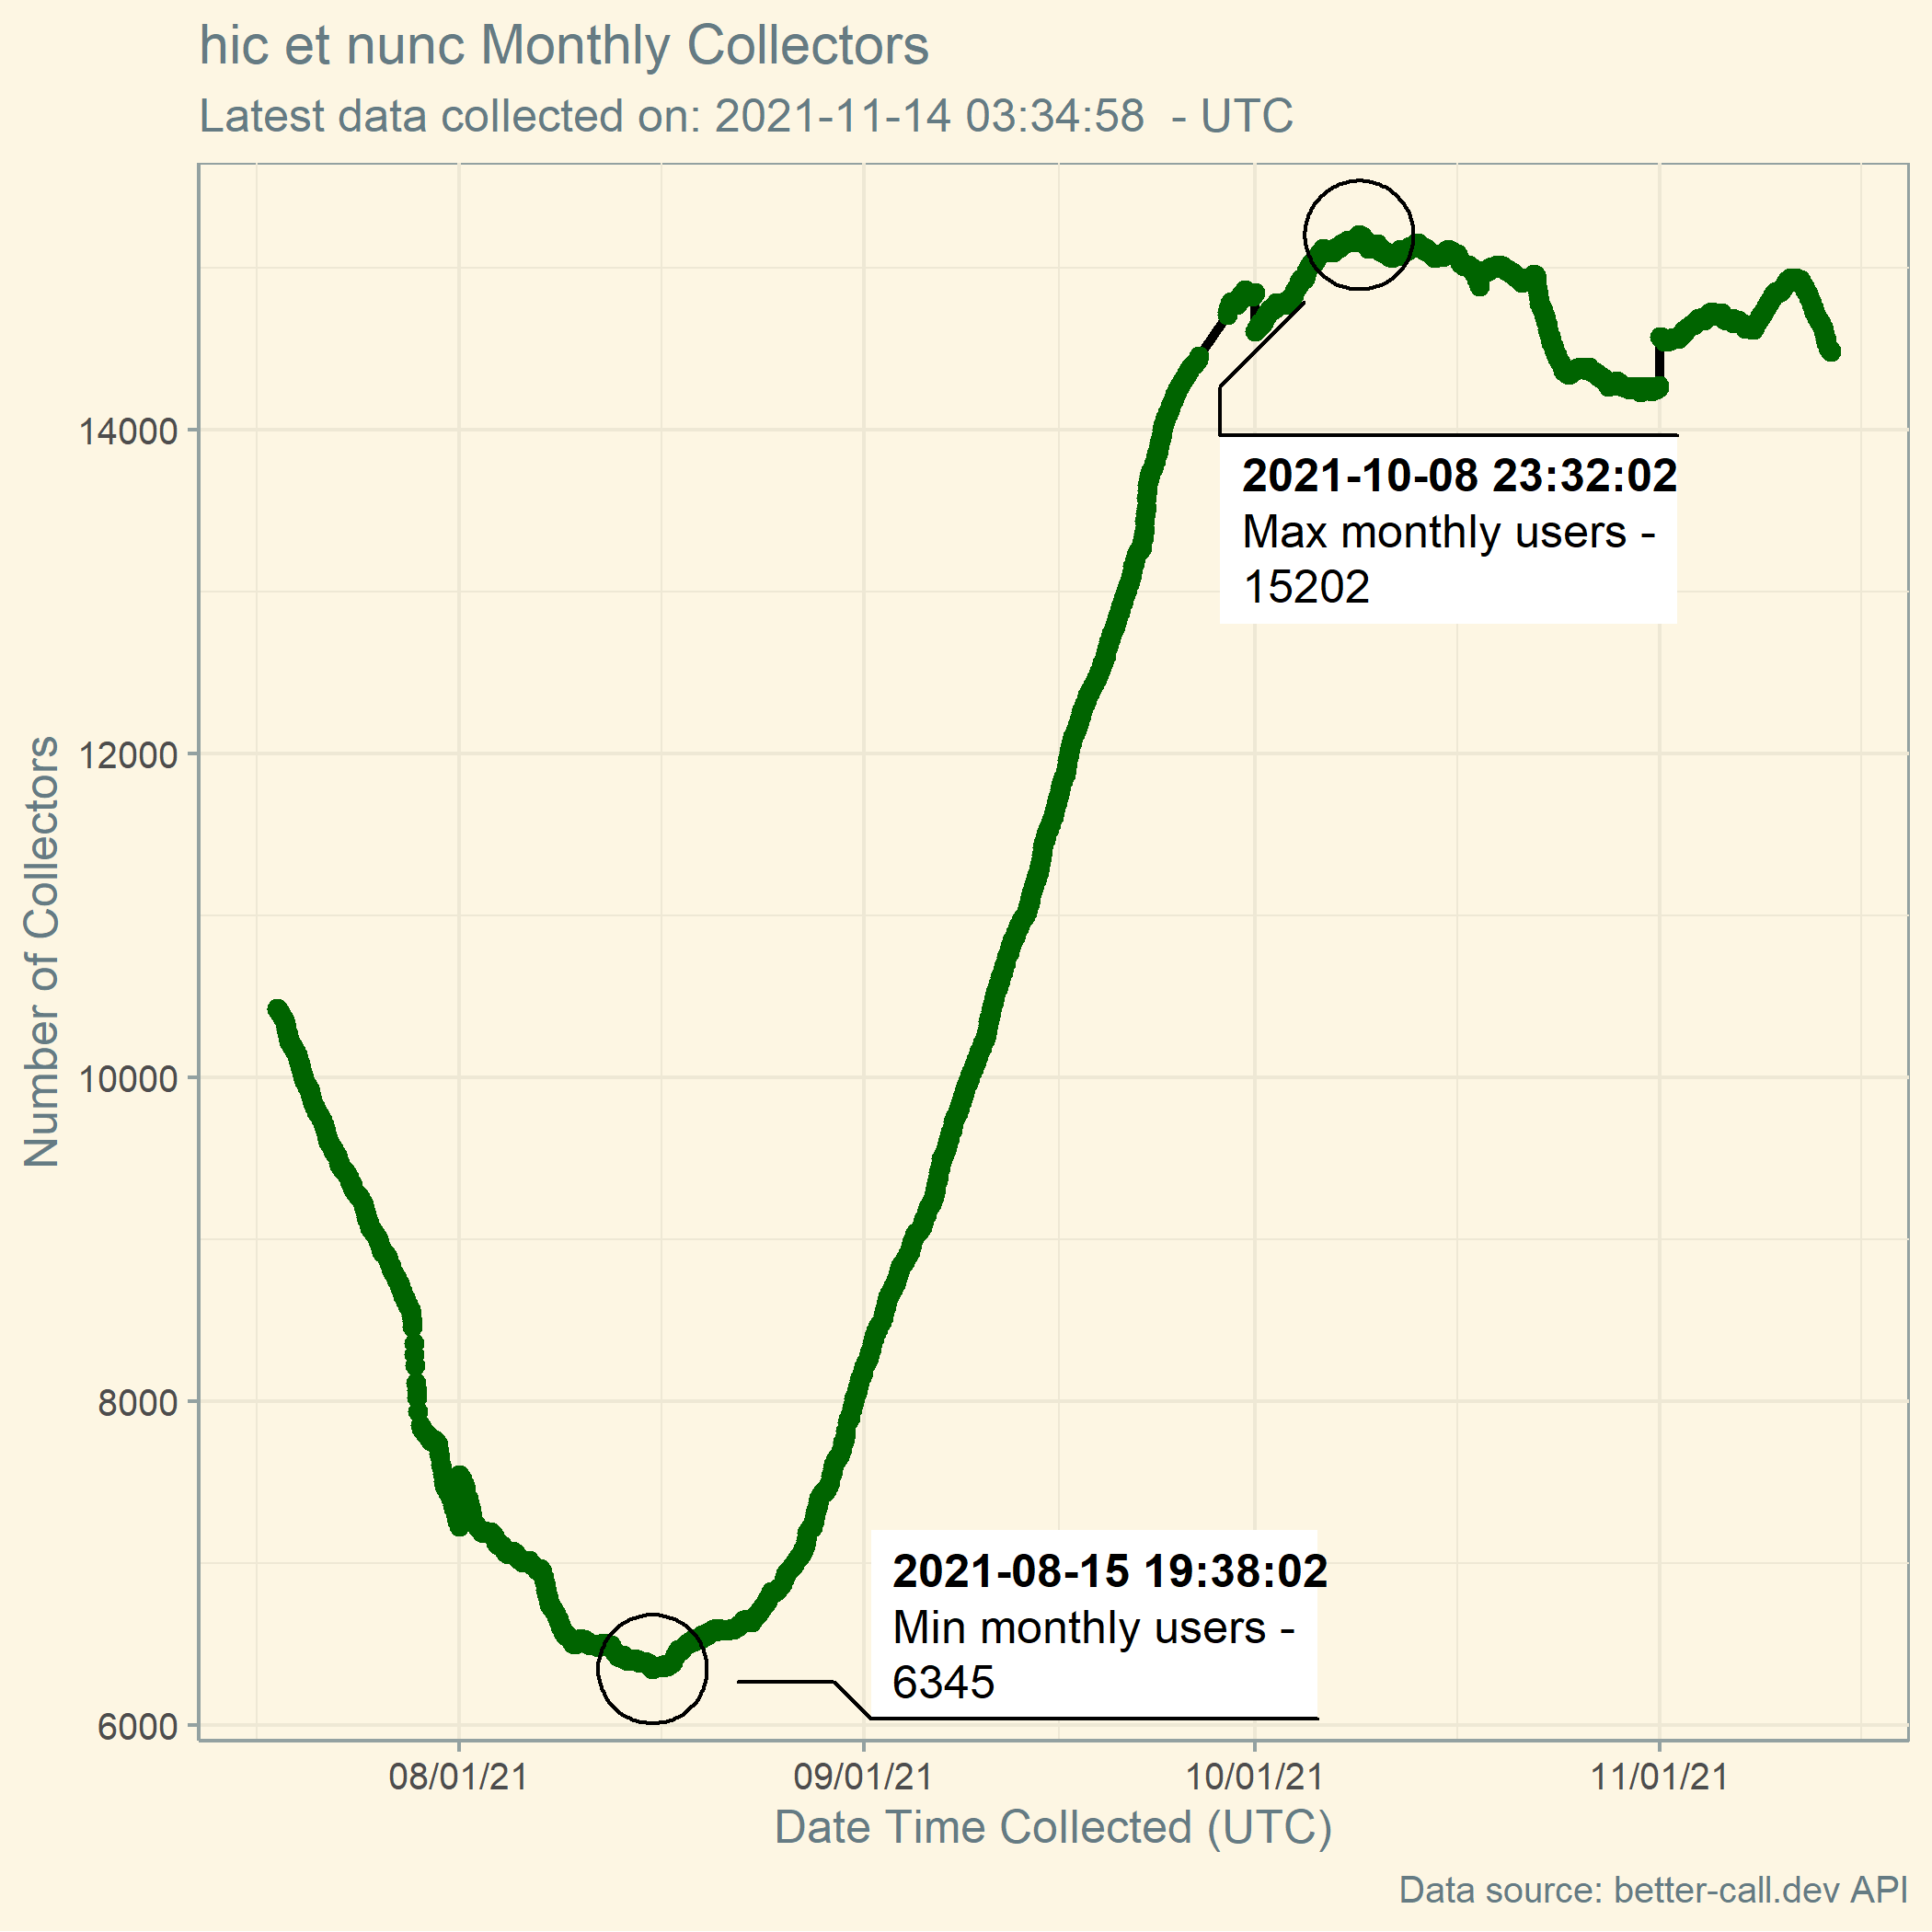 hic et nunc Monthly Collectors
Latest data collected on: 2021-11-14 03:34:58  - UTC
Number of Collectors
14000
12000
10000
8000
6000
2021-10-08 23:32:02
Max monthly users -
15202
2021-08-15 19:38:02
Min monthly users -
6345
08/01/21
09/01/21
10/01/21
11/01/21
Date Time Collected (UTC)
Data source: better-call.dev API